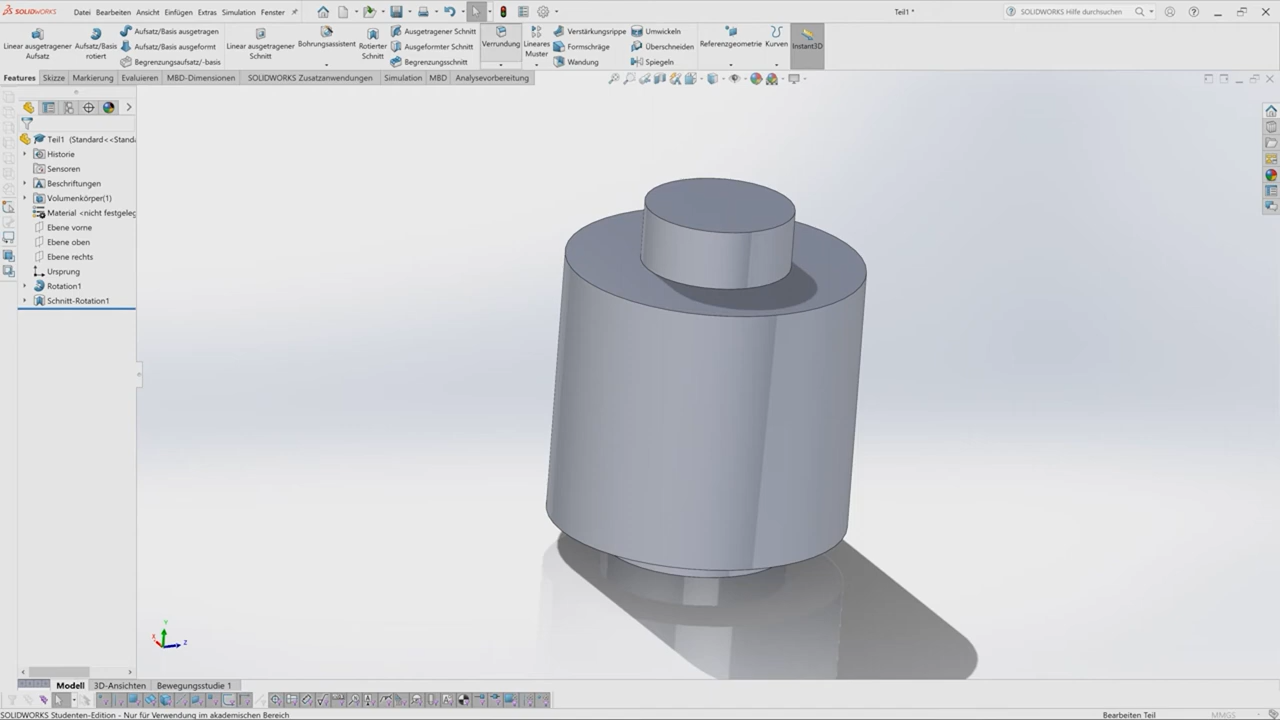 SOLIDWORKS Datei Bearbeiten Ansicht Einfügen Extras Simulation Fenster Teil1 * SOLIDWORKS Hilfe durchsuchen
Linear ausgetragener Aufsatz
Aufsatz/Basis rotiert
Aufsatz/Basis ausgetragen
Aufsatz/Basis ausgeformt
Begrenzungsaufsatz/-basis
Linear ausgetragener Schnitt
Bohrungsassistent
Rotierter Schnitt
Ausgetragener Schnitt
Ausgeformter Schnitt
Begrenzungsschnitt
Verrundung
Lineares Muster
Verstärkungsrippe
Formschräge
Wandung
Umwickeln
Überschneiden
Spiegeln
Referenzgeometrie
Kurven
Instant3D
Features Skizze Markierung Evaluieren MBD-Dimensionen SOLIDWORKS Zusatzanwendungen Simulation MBD Analysevorbereitung
Teil1 (Standard<<Standa
Historie
Sensoren
Beschriftungen
Volumenkörper(1)
Material <nicht festgeleg
Ebene vorne
Ebene oben
Ebene rechts
Ursprung
Rotation1
Schnitt-Rotation1
Y
X
Z
Modell 3D-Ansichten Bewegungsstudie 1
SOLIDWORKS Studenten-Edition - Nur für Verwendung im akademischen Bereich Bearbeiten Teil MMGS